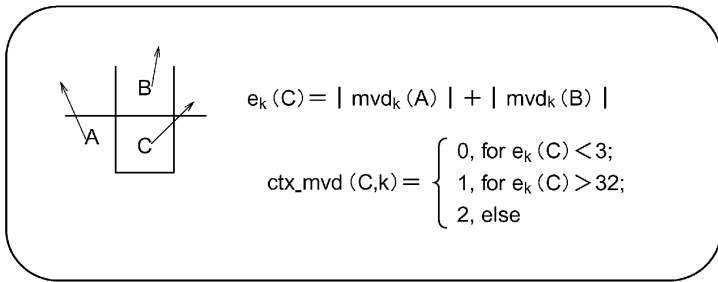 A
B
C
e_k (C) = | mvd_k (A) | + | mvd_k (B) |
ctx_mvd (C,k) = {
0, for e_k (C) < 3;
1, for e_k (C) > 32;
2, else